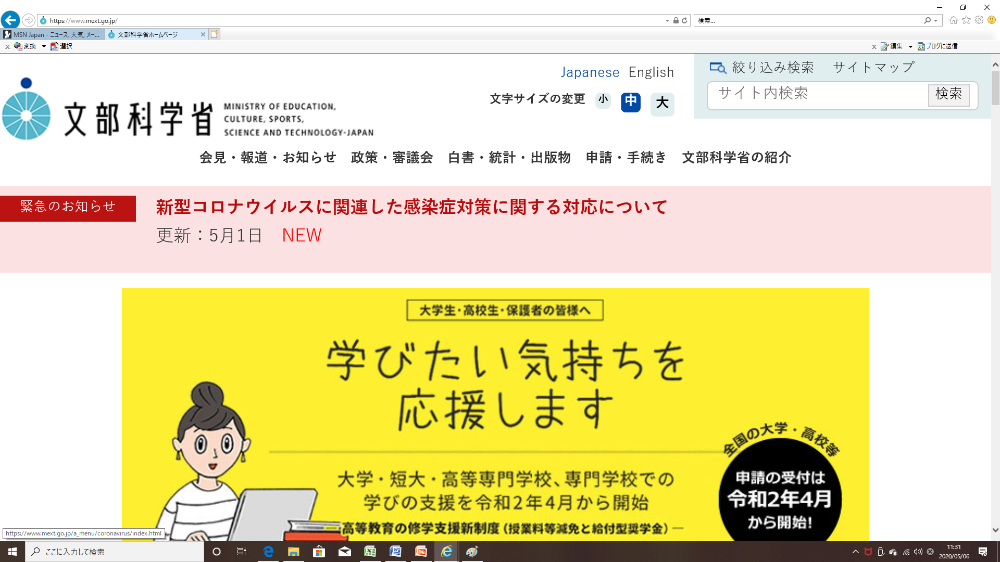 https://www.mext.go.jp/
検索...
MSN Japan - ニュース, 天気, メー...
文部科学省ホームページ
変換
選択
編集
ブログに送信
Japanese English
絞り込み検索 サイトマップ
文字サイズの変更 小 中 大
サイト内検索 検索
文部科学省
MINISTRY OF EDUCATION,
CULTURE, SPORTS,
SCIENCE AND TECHNOLOGY-JAPAN
会見・報道・お知らせ 政策・審議会 白書・統計・出版物 申請・手続き 文部科学省の紹介
緊急のお知らせ
新型コロナウイルスに関連した感染症対策に関する対応について
更新：5月1日 NEW
大学生・高校生・保護者の皆様へ
学びたい気持ちを
応援します
全国の大学・高校等
申請の受付は
令和2年4月
から開始!
大学・短大・高等専門学校、専門学校での
学びの支援を令和2年4月から開始
高等教育の修学支援新制度（授業料等減免と給付型奨学金）
https://www.mext.go.jp/a_menu/coronavirus/index.html
ここに入力して検索
11:31
2020/05/06